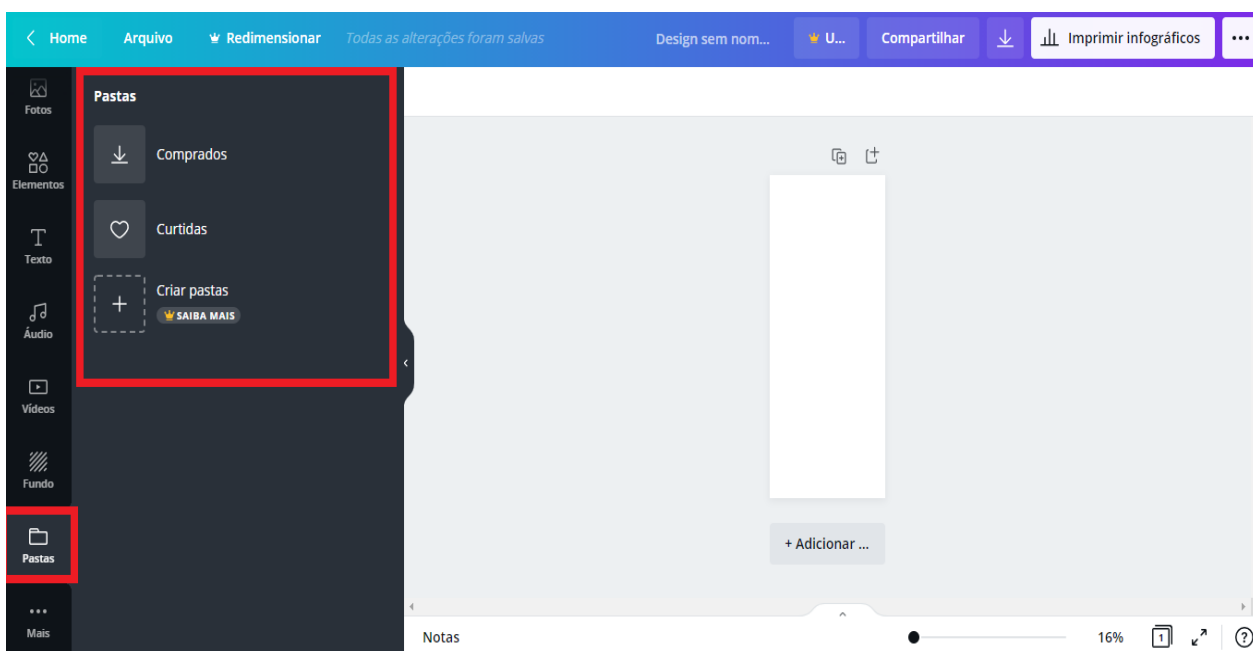 Home Arquivo Redimensionar Todas as alterações foram salvas Design sem nom... U... Compartilhar Imprimir infográficos
Fotos
Elementos
Texto
Áudio
Vídeos
Fundo
Pastas
Mais
Pastas
Comprados
Curtidas
Criar pastas
SAIBA MAIS
+ Adicionar ...
Notas 16% 1 ?